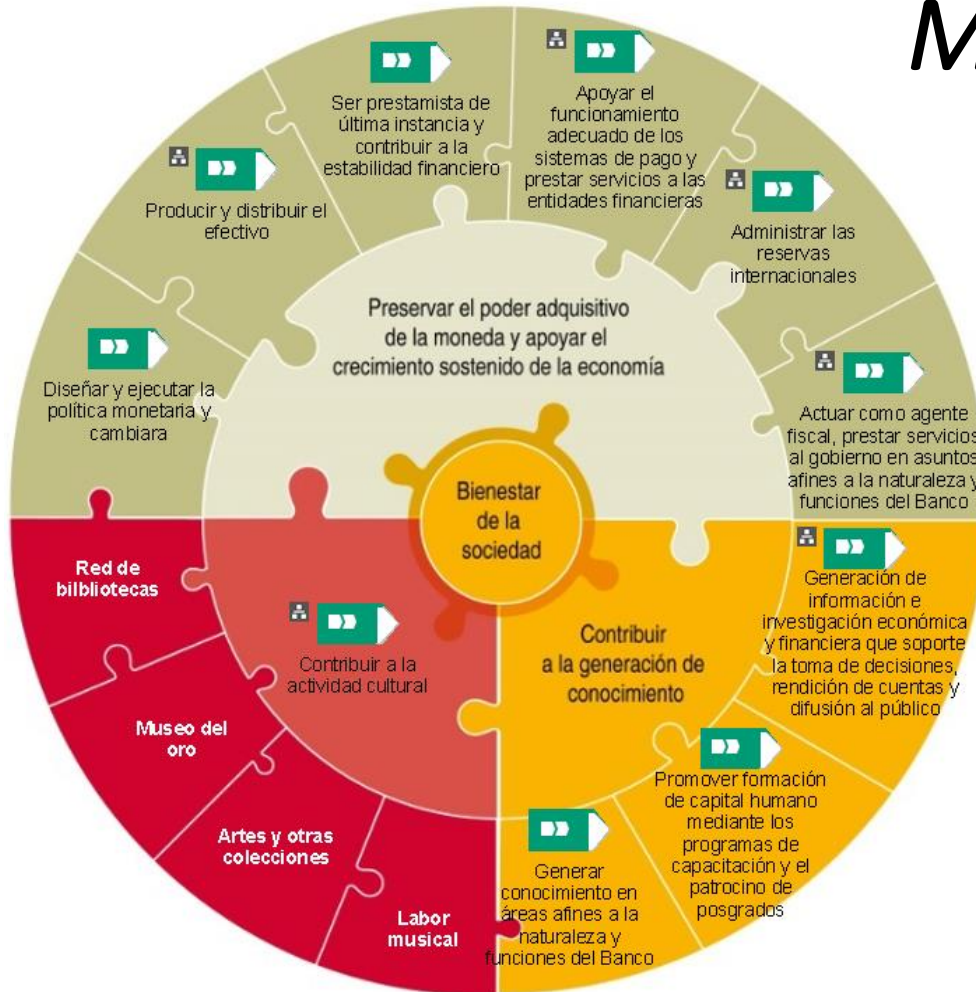 M
Ser prestamista de
última instancia y
contribuir a la
estabilidad financiero
Apoyar el
funcionamiento
adecuado de los
sistemas de pago y
prestar servicios a las
entidades financieras
Producir y distribuir el
efectivo
Administrar las
reservas
internacionales
Preservar el poder adquisitivo
de la moneda y apoyar el
crecimiento sostenido de la economía
Diseñar y ejecutar la
política monetaria y
cambiara
Actuar como agente
fiscal, prestar servicios
al gobierno en asuntos
afines a la naturaleza y
funciones del Banco
Bienestar
de la
sociedad
Red de
bilbliotecas
Generación de
información e
investigación económica
y financiera que soporte
la toma de decisiones,
rendición de cuentas y
difusión al público
Contribuir a la
actividad cultural
Contribuir
a la generación de
conocimiento
Museo del
oro
Promover formación
de capital humano
mediante los
programas de
capacitación y el
patrocino de
posgrados
Artes y otras
colecciones
Generar
conocimiento en
áreas afines a la
naturaleza y
funciones del Banco
Labor
musical